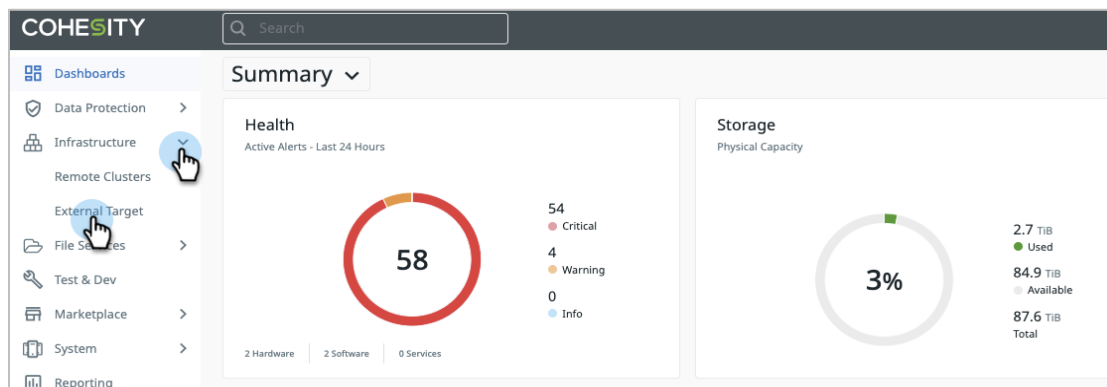 COHESITY
Search
Dashboards
Data Protection
Infrastructure
Remote Clusters
External Target
File Services
Test & Dev
Marketplace
System
Reporting
Summary
Health
Active Alerts - Last 24 Hours
58
54
Critical
4
Warning
0
Info
2 Hardware
2 Software
0 Services
Storage
Physical Capacity
3%
2.7 TiB
Used
84.9 TiB
Available
87.6 TiB
Total